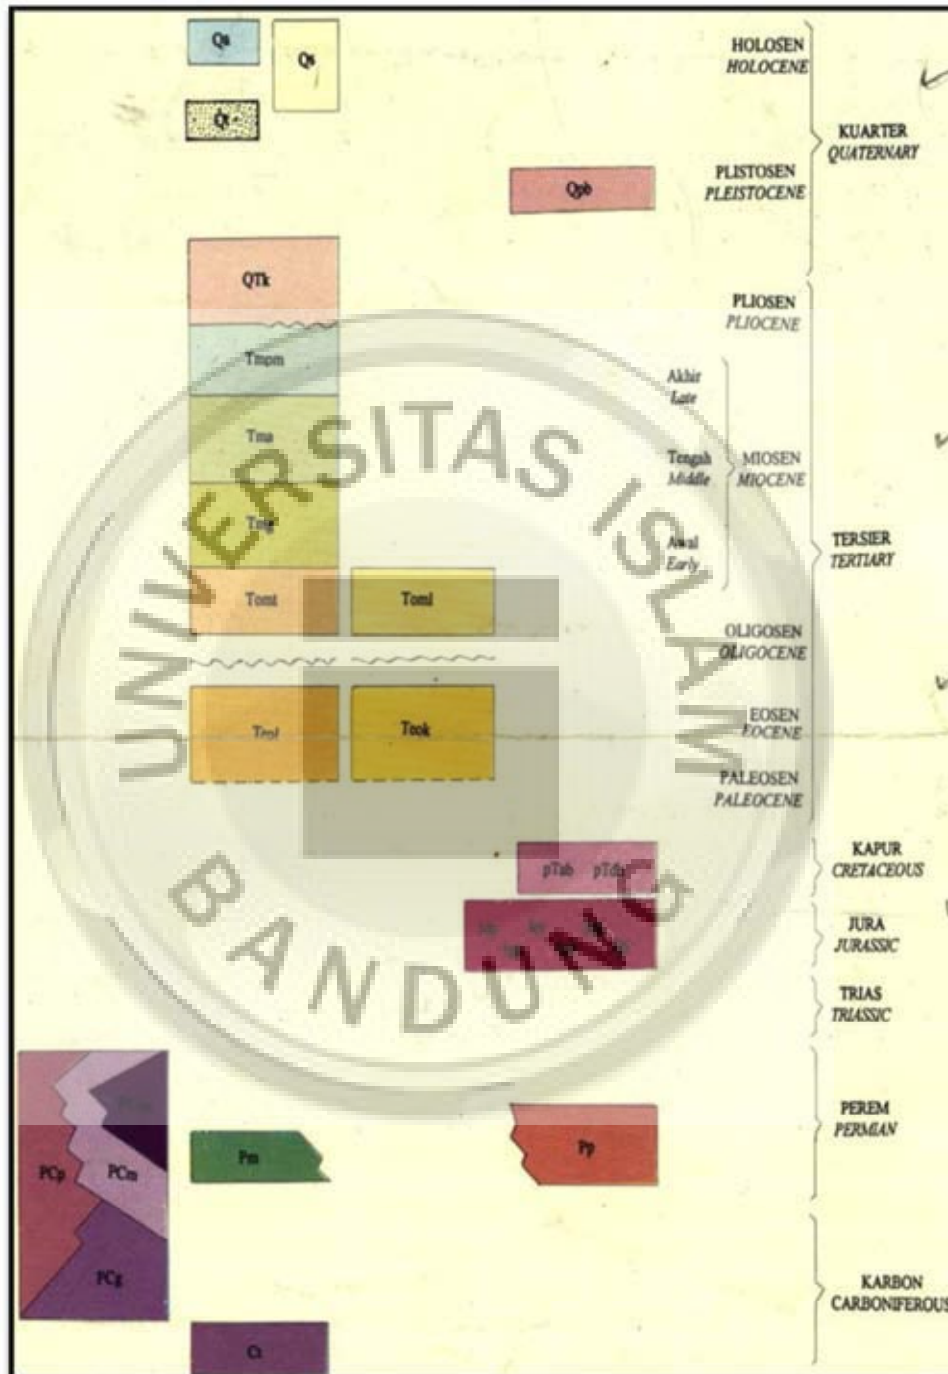 Qa
Qs
HOLOSEN
HOLOCENE
Qt
KUARTER
QUATERNARY
PLISTOSEN
PLEISTOCENE
Qpb
QTk
PLIOSEN
PLIOCENE
Tmpm
Akhir
Late
Tma
Tengah
Middle
MIOSEN
MIOCENE
Tmg
Awal
Early
TERSIER
TERTIARY
Tomt
Toml
OLIGOSEN
OLIGOCENE
Teok
EOSEN
EOCENE
PALEOSEN
PALEOCENE
pTab
KAPUR
CRETACEOUS
JURA
JURASSIC
TRIAS
TRIASSIC
PEREM
PERMIAN
Pm
Pp
PCp
PCm
PCg
KARBON
CARBONIFEROUS
UNIVERSITAS ISLAM
BANDUNG